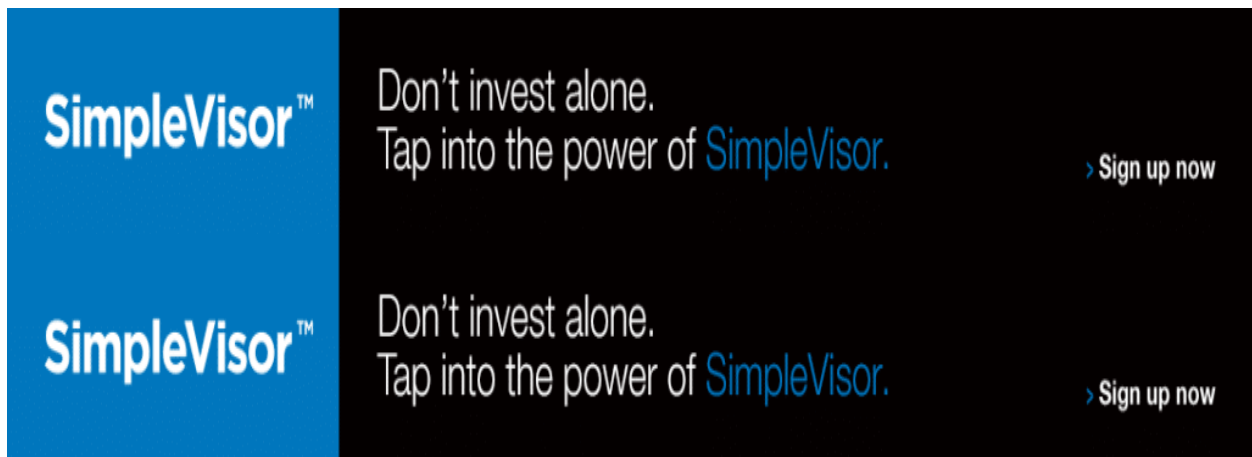 SimpleVisor™
Don't invest alone.
Tap into the power of SimpleVisor.
› Sign up now
SimpleVisor™
Don't invest alone.
Tap into the power of SimpleVisor.
› Sign up now